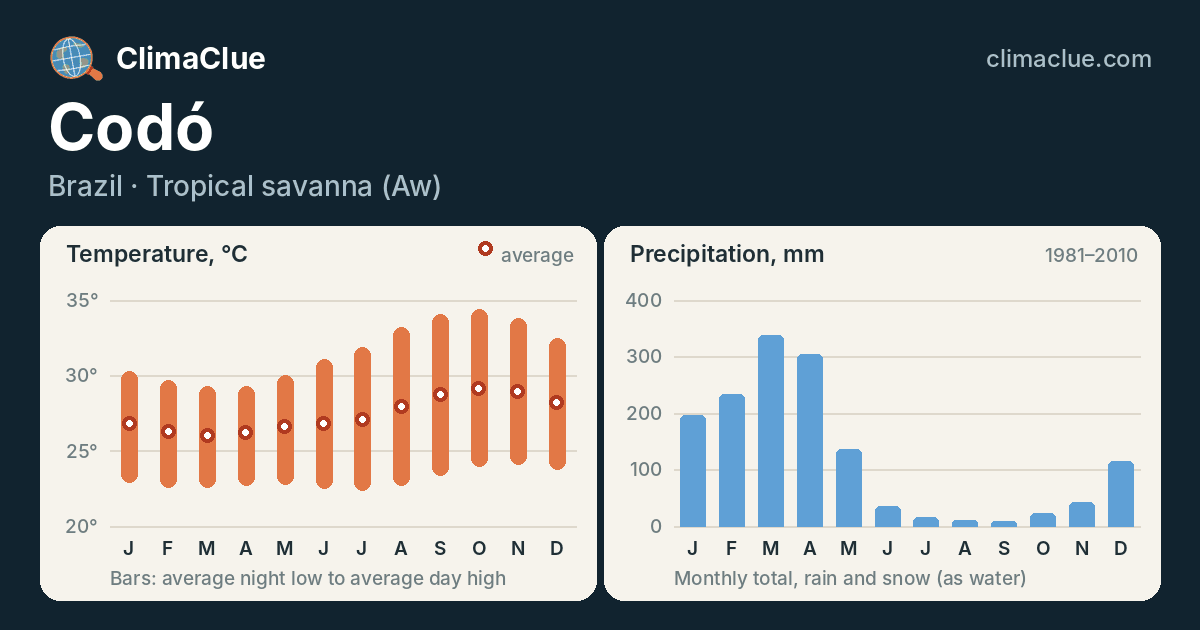 ClimaClue
climaclue.com
Codó
Brazil · Tropical savanna (Aw)
Temperature, °C
average
35°
30°
25°
20°
J F M A M J J A S O N D
Bars: average night low to average day high
Precipitation, mm
1981–2010
400
300
200
100
0
J F M A M J J A S O N D
Monthly total, rain and snow (as water)